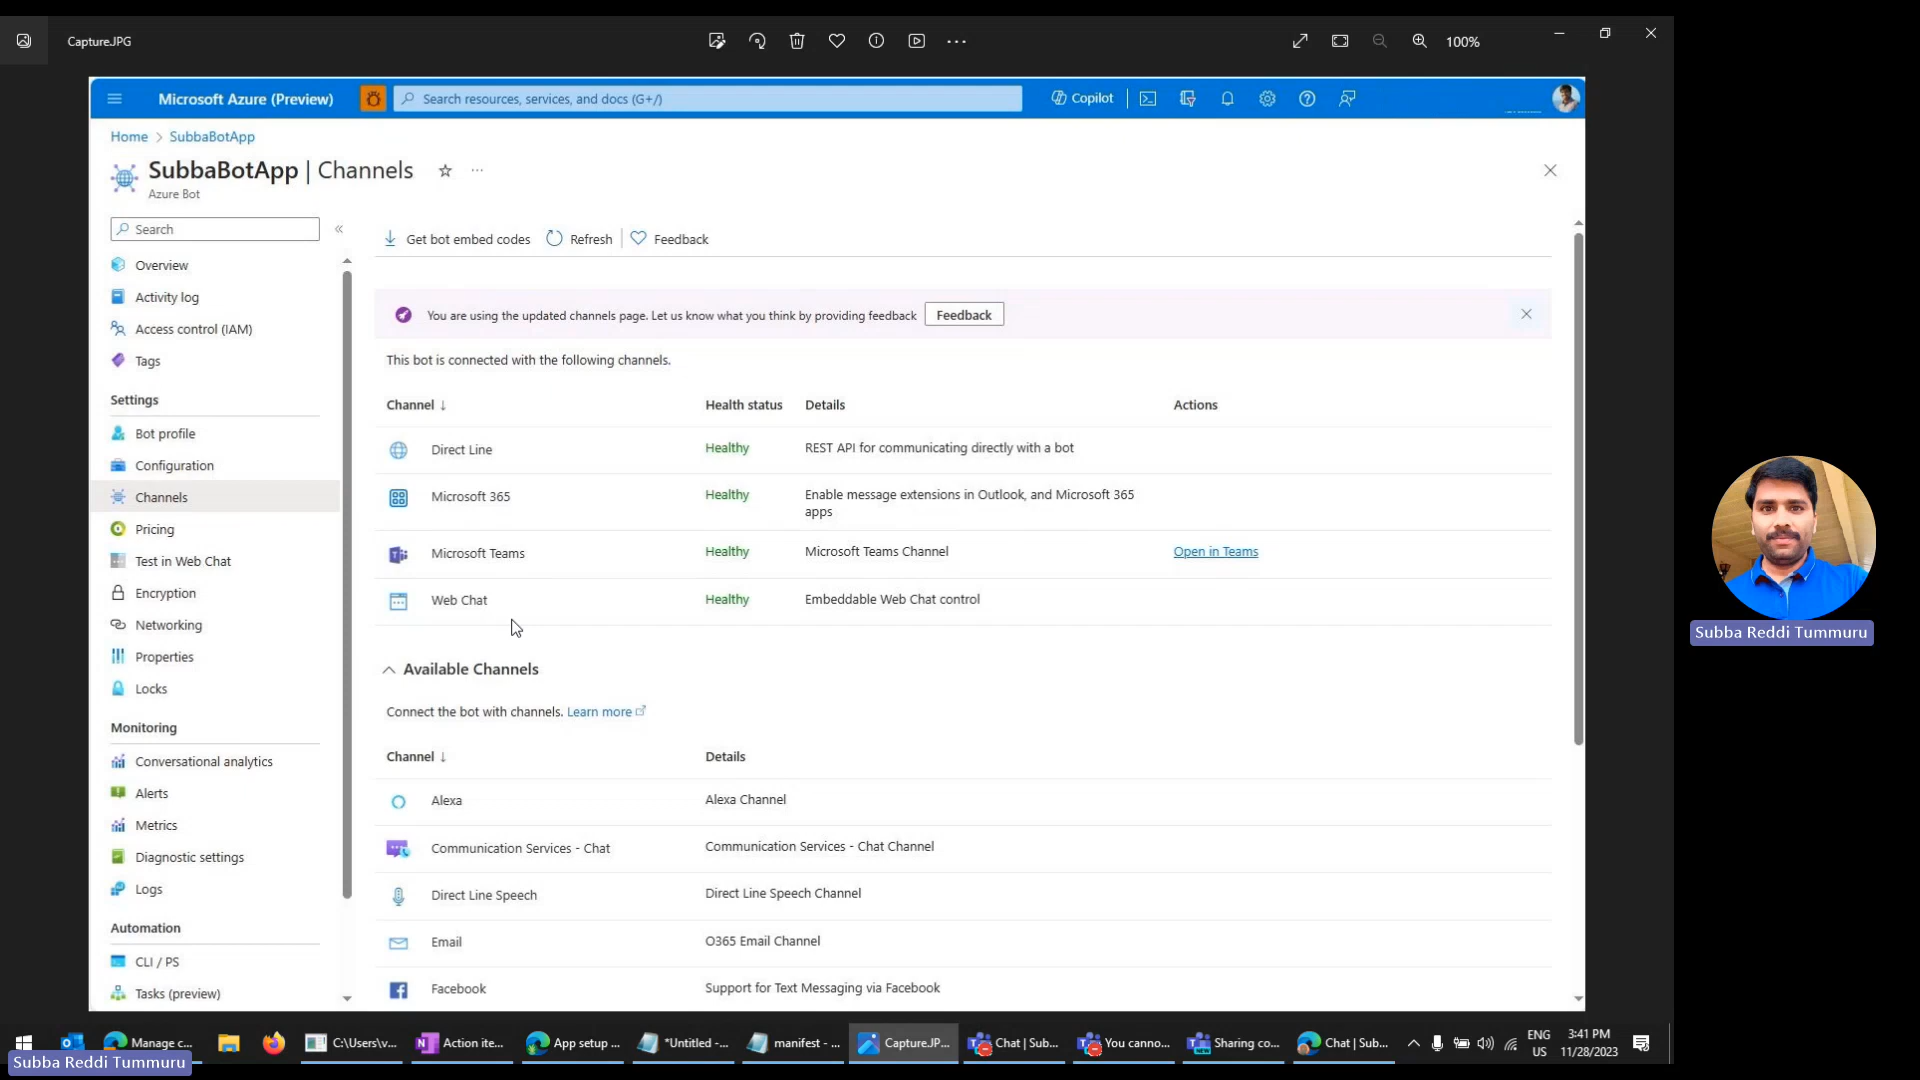 Capture.JPG
100%
Microsoft Azure (Preview)
Search resources, services, and docs (G+/)
Copilot
Home > SubbaBotApp
SubbaBotApp | Channels
Azure Bot
Search
Overview
Activity log
Access control (IAM)
Tags
Settings
Bot profile
Configuration
Channels
Pricing
Test in Web Chat
Encryption
Networking
Properties
Locks
Monitoring
Conversational analytics
Alerts
Metrics
Diagnostic settings
Logs
Automation
CLI / PS
Tasks (preview)
Get bot embed codes
Refresh
Feedback
You are using the updated channels page. Let us know what you think by providing feedback
Feedback
This bot is connected with the following channels.
Channel ↓ Health status Details Actions
Direct Line Healthy REST API for communicating directly with a bot
Microsoft 365 Healthy Enable message extensions in Outlook, and Microsoft 365
apps
Microsoft Teams Healthy Microsoft Teams Channel Open in Teams
Web Chat Healthy Embeddable Web Chat control
Available Channels
Connect the bot with channels. Learn more
Channel ↓ Details
Alexa Alexa Channel
Communication Services - Chat Communication Services - Chat Channel
Direct Line Speech Direct Line Speech Channel
Email O365 Email Channel
Facebook Support for Text Messaging via Facebook
Subba Reddi Tummuru
Manage c...
C:\Users\v...
Action ite...
App setup ...
*Untitled -...
manifest - ...
Capture.JP...
Chat | Sub...
You canno...
Sharing co...
Chat | Sub...
ENG
US
3:41 PM
11/28/2023
Subba Reddi Tummuru